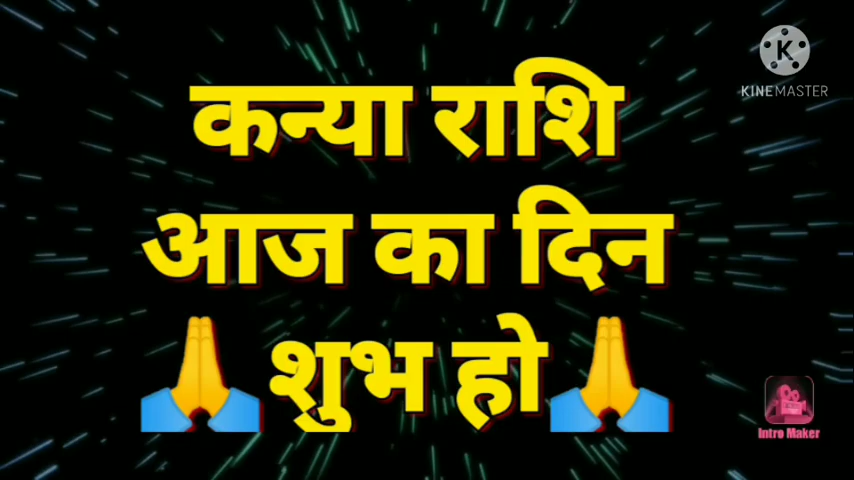 K
KINEMASTER
कन्या राशि
आज का दिन
🙏शुभ हो🙏
Intro Maker